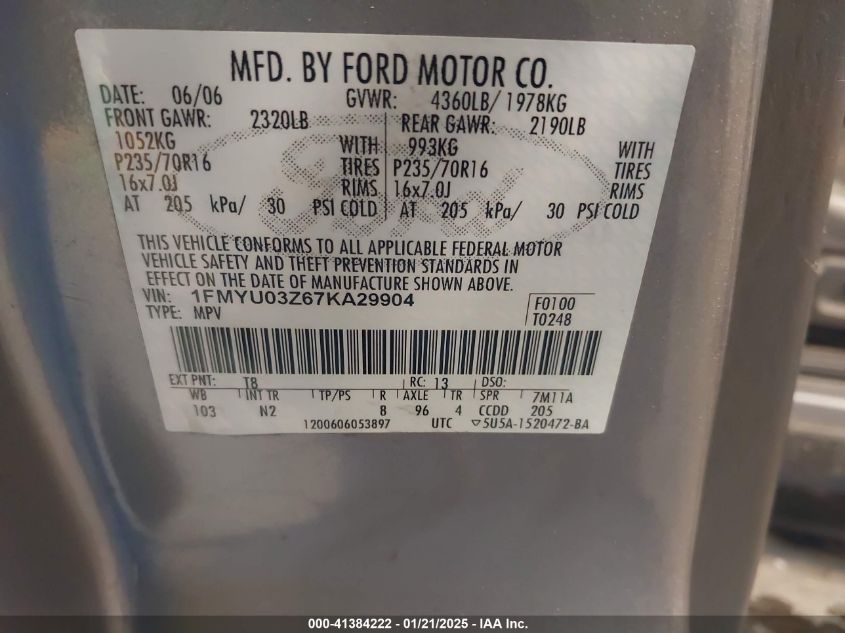 MFD. BY FORD MOTOR CO.
DATE: 06/06 GVWR: 4360LB/ 1978KG
FRONT GAWR: 2320LB REAR GAWR: 2190LB
1052KG WITH 993KG WITH
P235/70R16 TIRES P235/70R16 TIRES
16x7.0J RIMS 16x7.0J RIMS
AT 205 kPa/ 30 PSI COLD AT 205 kPa/ 30 PSI COLD
THIS VEHICLE CONFORMS TO ALL APPLICABLE FEDERAL MOTOR
VEHICLE SAFETY AND THEFT PREVENTION STANDARDS IN
EFFECT ON THE DATE OF MANUFACTURE SHOWN ABOVE.
VIN: 1FMYU03Z67KA29904 F0100
TYPE: MPV T0248
EXT PNT: T8 RC: 13 DSO:
WB INT TR TP/PS R AXLE TR SPR 7M11A
103 N2 8 96 4 CCDD 205
1200606053897 UTC ▽5U5A-1520472-BA
Ford
000-41384222 - 01/21/2025 - IAA Inc.